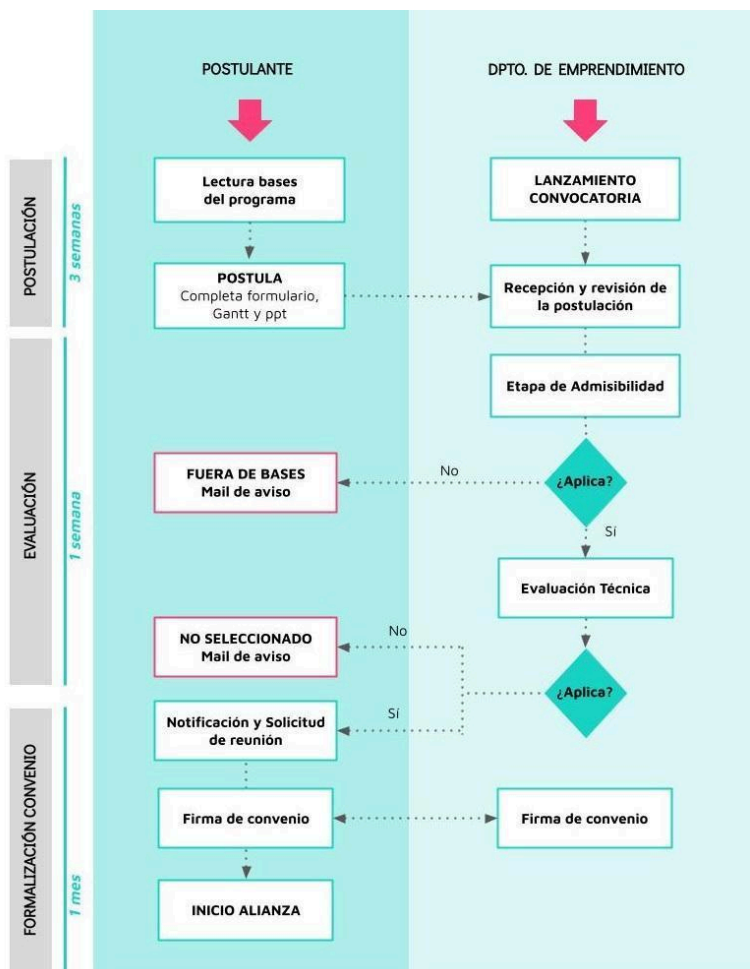 POSTULANTE
DPTO. DE EMPRENDIMIENTO
POSTULACIÓN
3 semanas
Lectura bases
del programa
LANZAMIENTO
CONVOCATORIA
POSTULA
Completa formulario,
Gantt y ppt
Recepción y revisión de
la postulación
EVALUACIÓN
1 semana
Etapa de Admisibilidad
¿Aplica?
No
FUERA DE BASES
Mail de aviso
Sí
Evaluación Técnica
¿Aplica?
No
NO SELECCIONADO
Mail de aviso
Sí
Notificación y Solicitud
de reunión
FORMALIZACIÓN CONVENIO
1 mes
Firma de convenio
Firma de convenio
INICIO ALIANZA